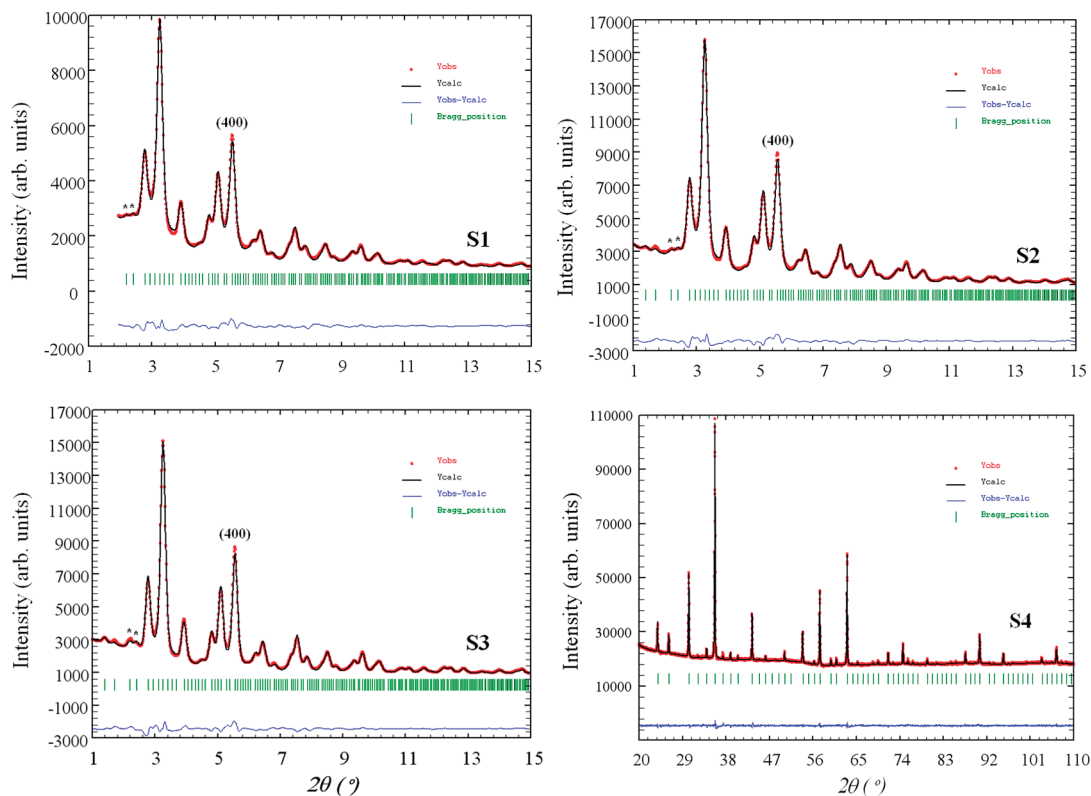 10000
8000
6000
4000
2000
0
-2000
Intensity (arb. units)
Yobs
Ycalc
Yobs-Ycalc
Bragg_position
(400)
* *
S1
1 3 5 7 9 11 13 15
17000
15000
13000
11000
9000
7000
5000
3000
1000
-1000
-3000
Intensity (arb. units)
Yobs
Ycalc
Yobs-Ycalc
Bragg_position
(400)
* *
S2
1 3 5 7 9 11 13 15
17000
15000
13000
11000
9000
7000
5000
3000
1000
-1000
-3000
Intensity (arb. units)
Yobs
Ycalc
Yobs-Ycalc
Bragg_position
(400)
* *
S3
1 3 5 7 9 11 13 15
2θ (°)
110000
90000
70000
50000
30000
10000
Intensity (arb. units)
Yobs
Ycalc
Yobs-Ycalc
Bragg_position
S4
20 29 38 47 56 65 74 83 92 101 110
2θ (°)